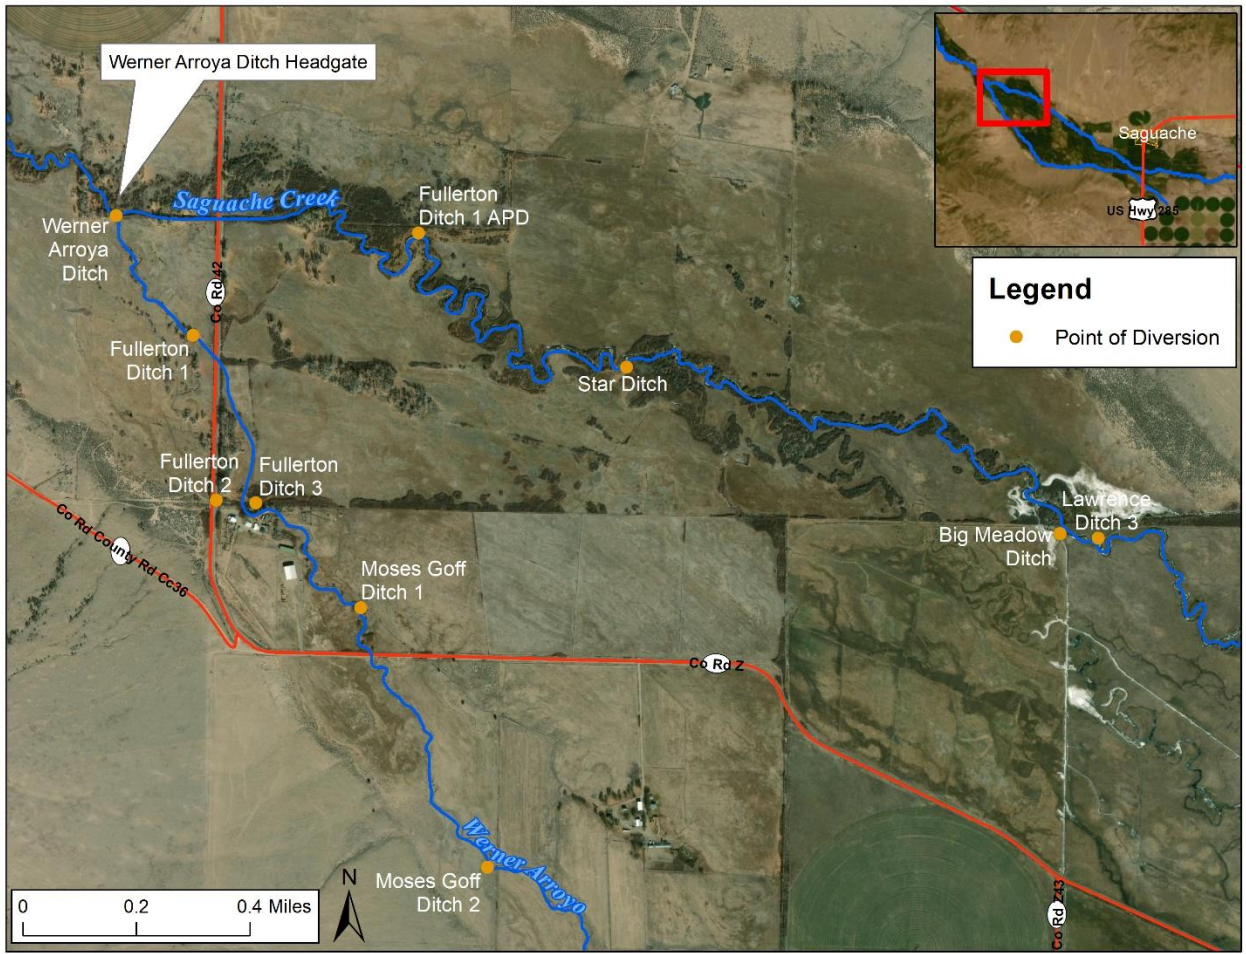 Werner Arroya Ditch Headgate
Saguache
US Hwy 285
Saguache Creek
Fullerton
Ditch 1 APD
Werner
Arroya
Ditch
Co Rd 42
Legend
Point of Diversion
Fullerton
Ditch 1
Star Ditch
Fullerton
Ditch 2
Fullerton
Ditch 3
Lawrence
Ditch 3
Big Meadow
Ditch
Co Rd County Rd Cc36
Moses Goff
Ditch 1
Co Rd Z
Werner Arroyo
Moses Goff
Ditch 2
N
0 0.2 0.4 Miles
Co Rd Z43